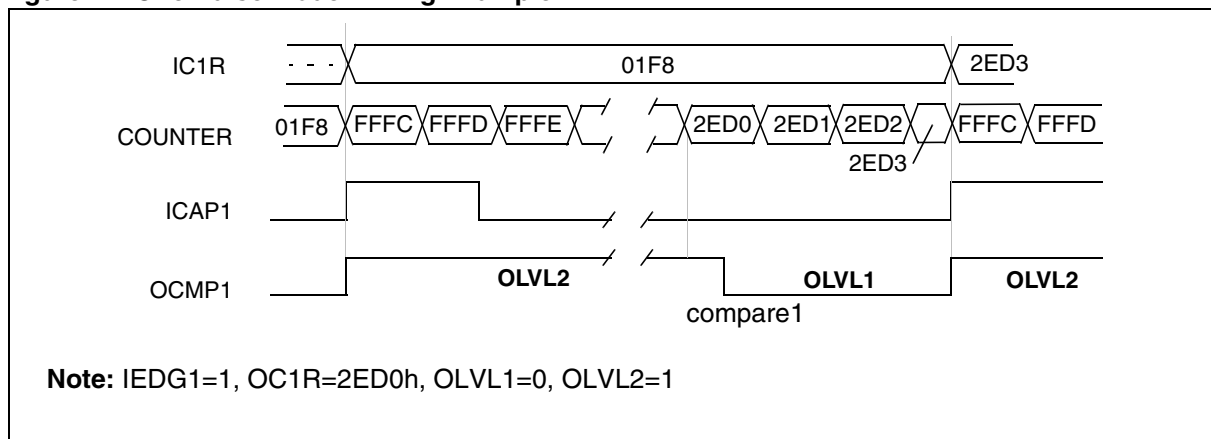 IC1R
- - -
01F8
2ED3
COUNTER
01F8 FFFC FFFD FFFE 2ED0 2ED1 2ED2 FFFC FFFD
2ED3
ICAP1
OCMP1
OLVL2
OLVL1
OLVL2
compare1
Note: IEDG1=1, OC1R=2ED0h, OLVL1=0, OLVL2=1